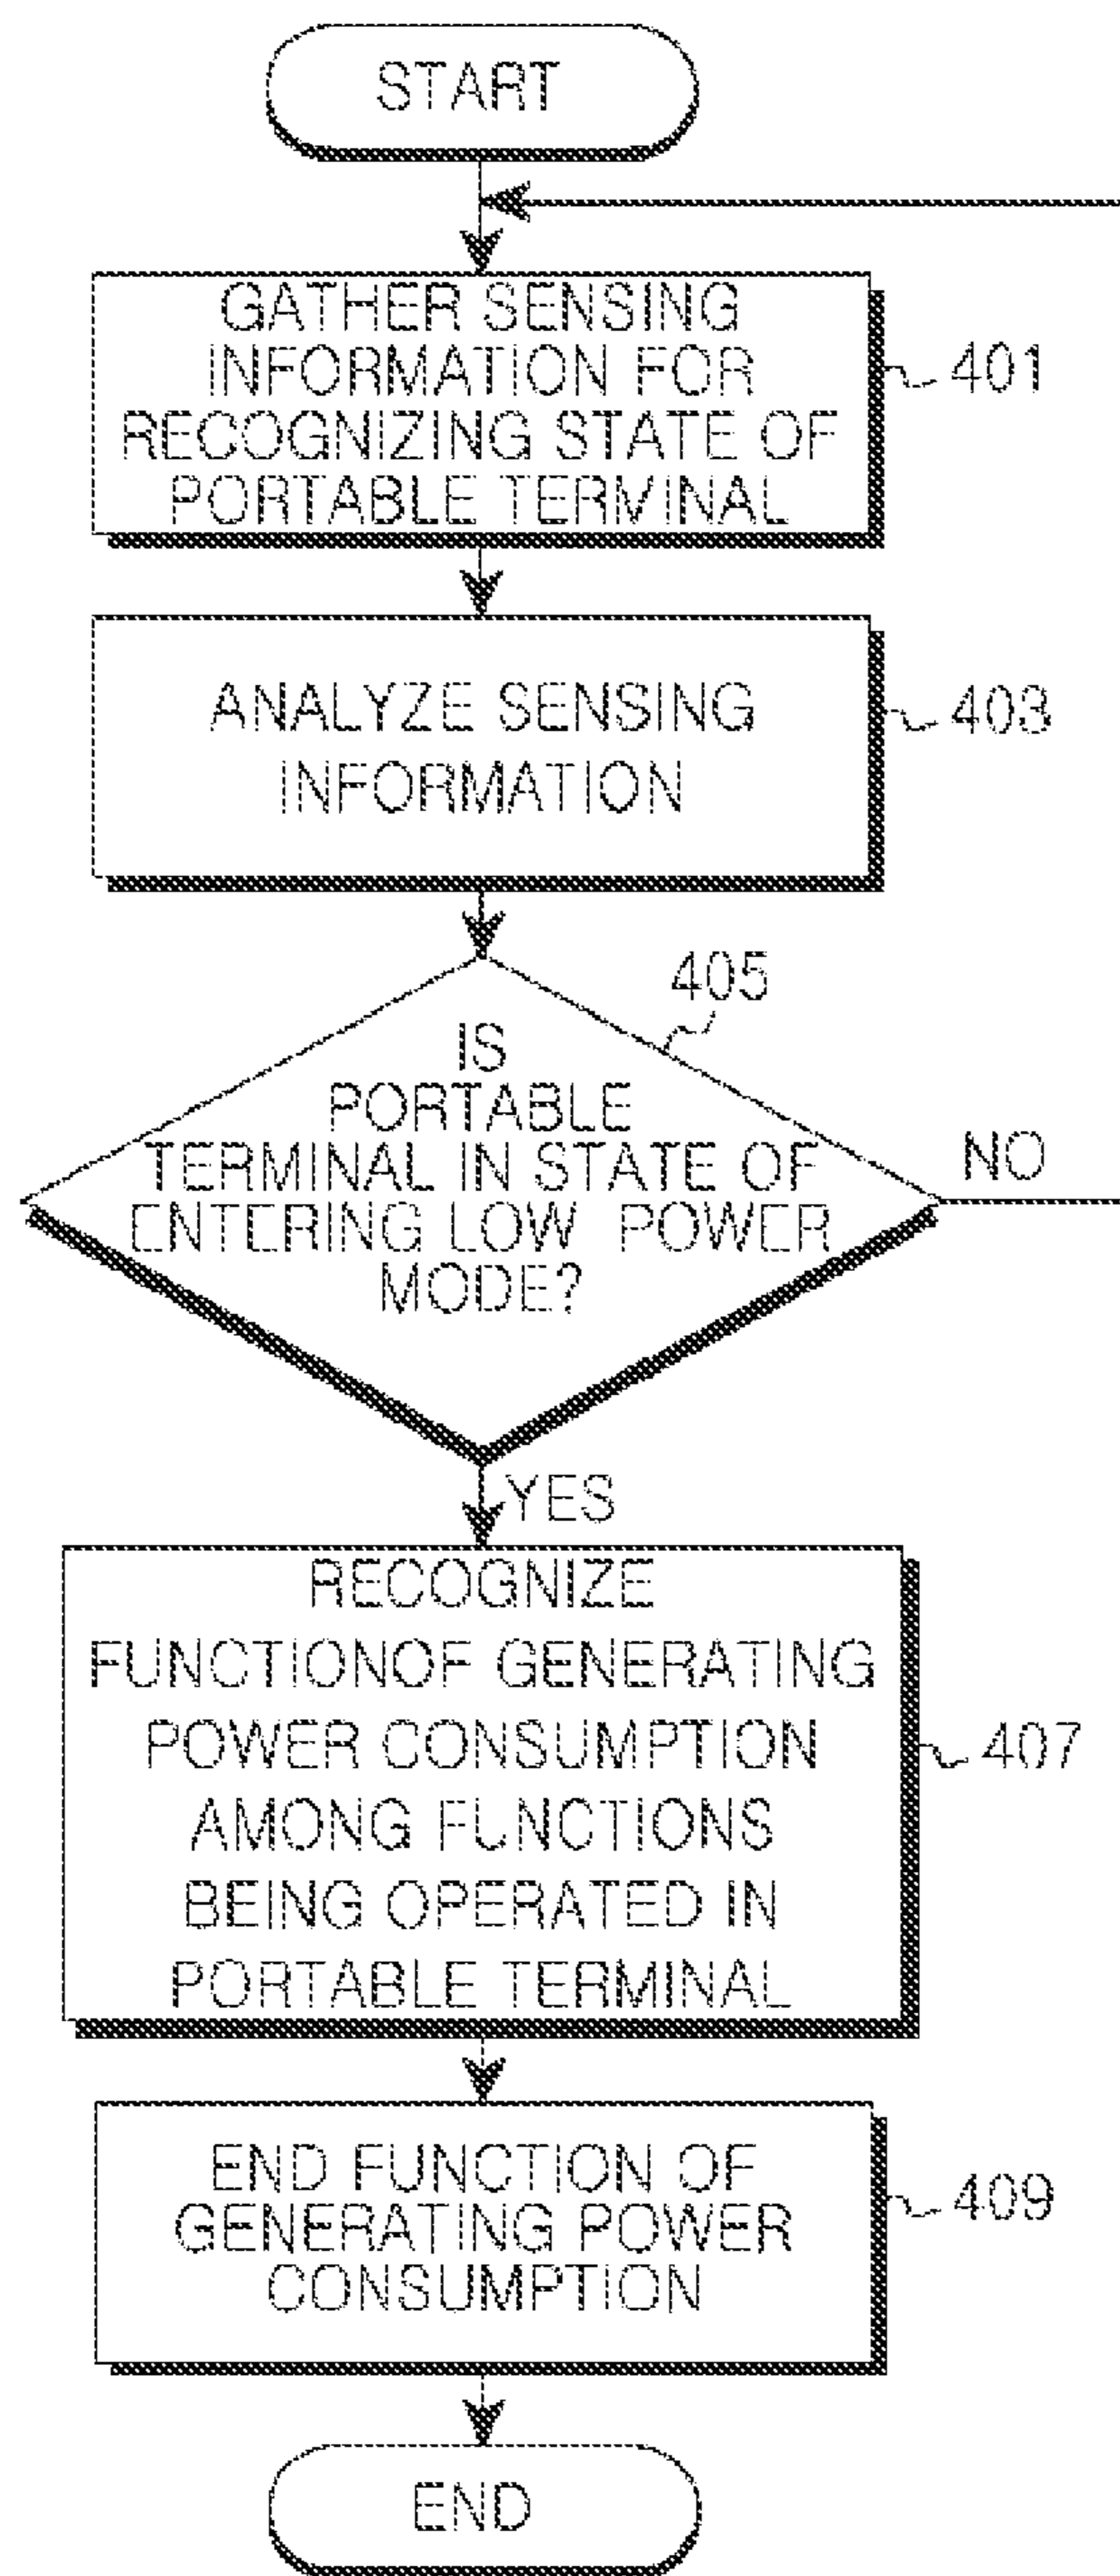 START
GATHER SENSING
INFORMATION FOR
RECOGNIZING STATE OF
PORTABLE TERMINAL
401
ANALYZE SENSING
INFORMATION
403
405
IS
PORTABLE
TERMINAL IN STATE OF
ENTERING LOW POWER
MODE?
NO
YES
RECOGNIZE
FUNCTIONOF GENERATING
POWER CONSUMPTION
AMONG FUNCTIONS
BEING OPERATED IN
PORTABLE TERMINAL
407
END FUNCTION OF
GENERATING POWER
CONSUMPTION
409
END